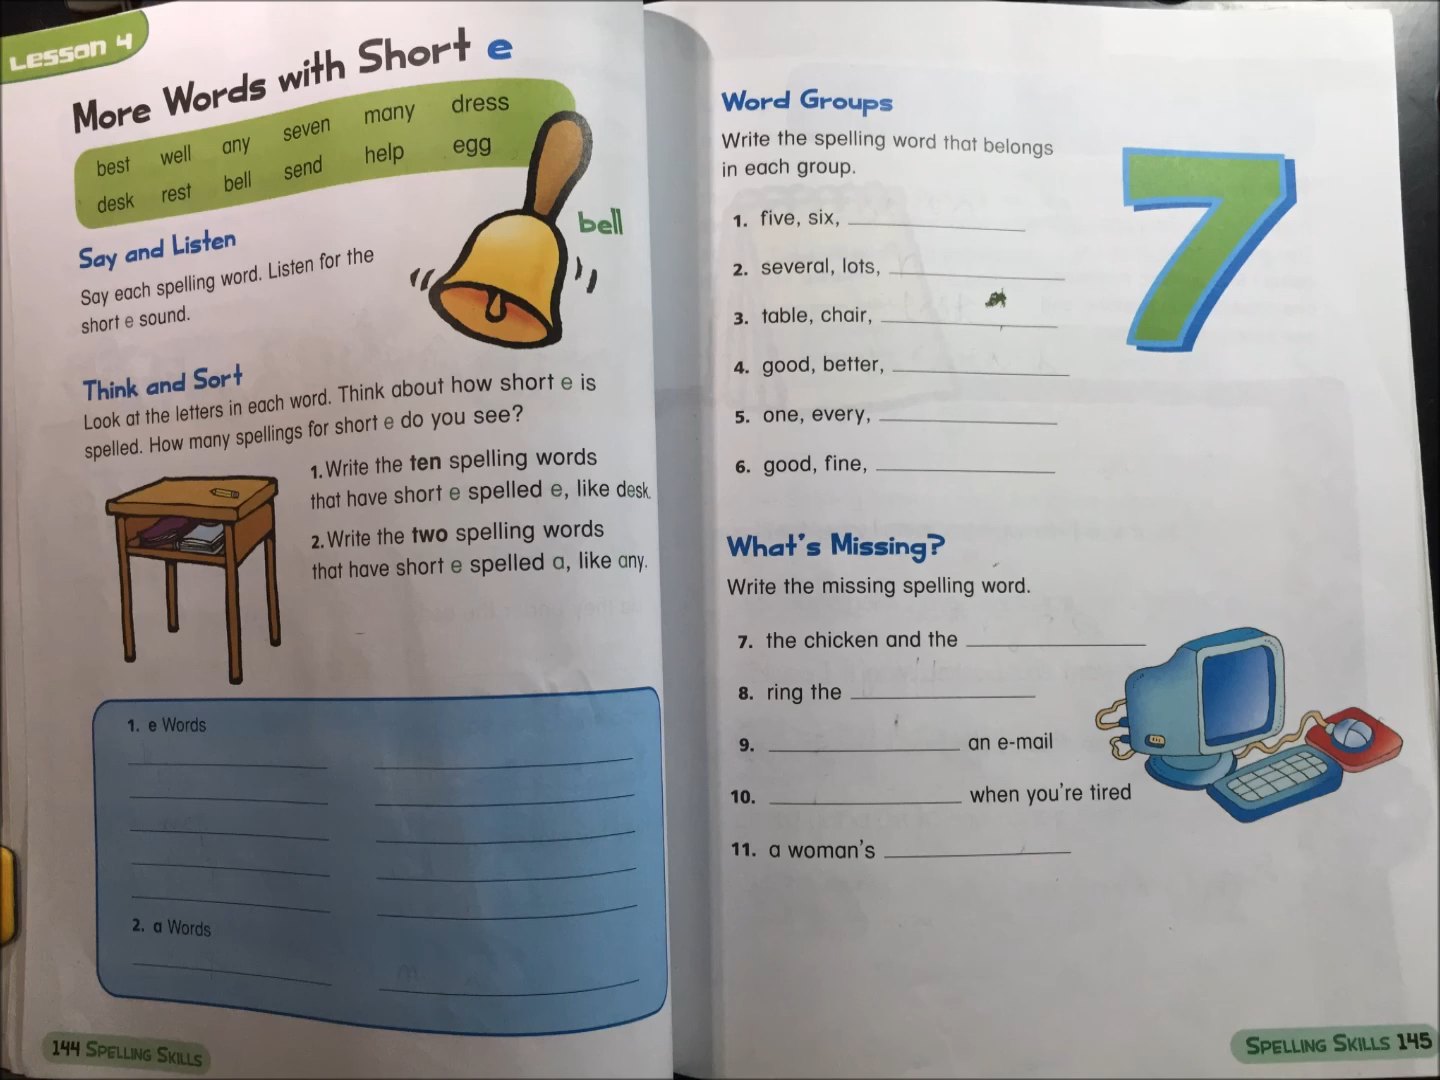 Lesson 4
More Words with Short e
best well any seven many dress
desk rest bell send help egg
bell
Say and Listen
Say each spelling word. Listen for the
short e sound.
Think and Sort
Look at the letters in each word. Think about how short e is
spelled. How many spellings for short e do you see?
1. Write the ten spelling words
that have short e spelled e, like desk.
2. Write the two spelling words
that have short e spelled a, like any.
1. e Words
2. a Words
144 Spelling Skills
Word Groups
Write the spelling word that belongs
in each group.
7
1. five, six,
2. several, lots,
3. table, chair,
4. good, better,
5. one, every,
6. good, fine,
What's Missing?
Write the missing spelling word.
7. the chicken and the
8. ring the
9. an e-mail
10. when you're tired
11. a woman's
Spelling Skills 145